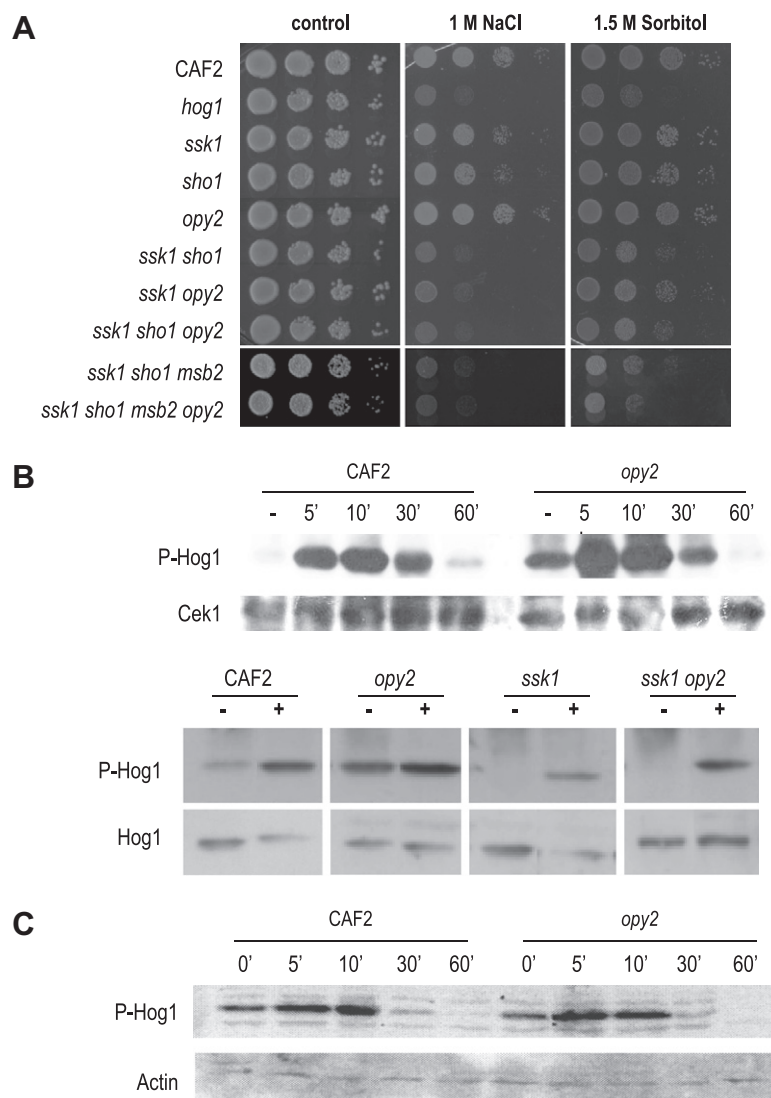 A
control 1 M NaCl 1.5 M Sorbitol
CAF2
hog1
ssk1
sho1
opy2
ssk1 sho1
ssk1 opy2
ssk1 sho1 opy2
ssk1 sho1 msb2
ssk1 sho1 msb2 opy2
B
CAF2 opy2
- 5' 10' 30' 60' - 5 10' 30' 60'
P-Hog1
Cek1
CAF2 opy2 ssk1 ssk1 opy2
- + - + - + - +
P-Hog1
Hog1
C
CAF2 opy2
0' 5' 10' 30' 60' 0' 5' 10' 30' 60'
P-Hog1
Actin